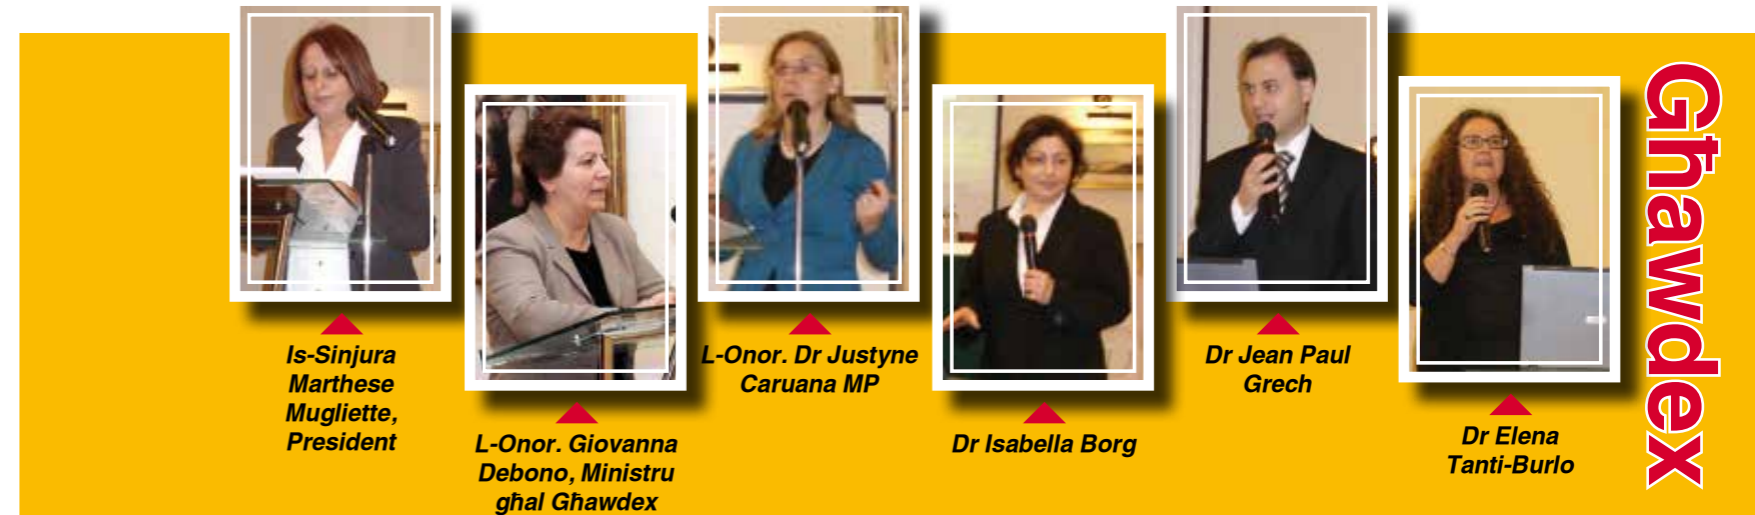 Is-Sinjura
Marthese
Mugliette,
President
L-Onor. Giovanna
Debono, Ministru
għal Għawdex
L-Onor. Dr Justyne
Caruana MP
Dr Isabella Borg
Dr Jean Paul
Grech
Dr Elena
Tanti-Burlo
Għawdex